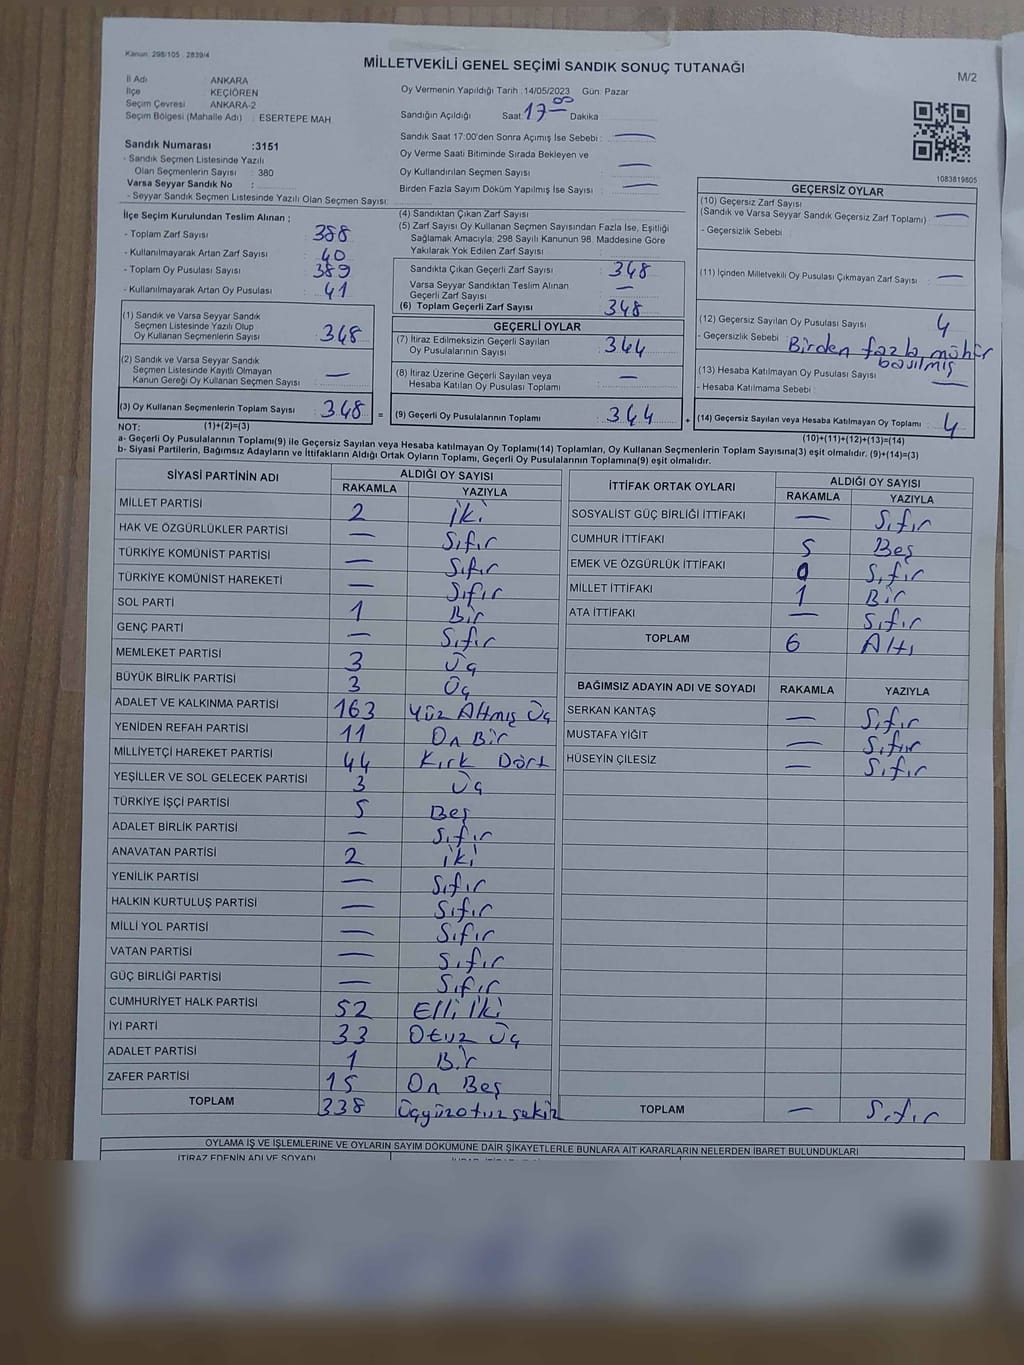 Kanun: 298/105 : 2839/4
MİLLETVEKİLİ GENEL SEÇİMİ SANDIK SONUÇ TUTANAĞI
M/2
İl Adı : ANKARA
İlçe : KEÇİÖREN
Seçim Çevresi : ANKARA-2
Seçim Bölgesi (Mahalle Adı) : ESERTEPE MAH.
Sandık Numarası :3151
- Sandık Seçmen Listesinde Yazılı
Olan Seçmenlerin Sayısı : 380
Varsa Seyyar Sandık No :
- Seyyar Sandık Seçmen Listesinde Yazılı Olan Seçmen Sayısı:
Oy Vermenin Yapıldığı Tarih : 14/05/2023 Gün: Pazar
Sandığın Açıldığı Saat: 17 00 Dakika
Sandık Saat 17:00'den Sonra Açımış İse Sebebi : —
Oy Verme Saati Bitiminde Sırada Bekleyen ve
Oy Kullandırılan Seçmen Sayısı : —
Birden Fazla Sayım Döküm Yapılmış İse Sayısı : —
1083819805
İlçe Seçim Kurulundan Teslim Alınan ;
- Toplam Zarf Sayısı : 388
- Kullanılmayarak Artan Zarf Sayısı : 40
- Toplam Oy Pusulası Sayısı : 389
- Kullanılmayarak Artan Oy Pusulası : 41
(1) Sandık ve Varsa Seyyar Sandık
Seçmen Listesinde Yazılı Olup
Oy Kullanan Seçmenlerin Sayısı : 348
(2) Sandık ve Varsa Seyyar Sandık
Seçmen Listesinde Kayıtlı Olmayan
Kanun Gereği Oy Kullanan Seçmen Sayısı : —
(3) Oy Kullanan Seçmenlerin Toplam Sayısı : 348 =
(4) Sandıktan Çıkan Zarf Sayısı :
(5) Zarf Sayısı Oy Kullanan Seçmen Sayısından Fazla İse, Eşitliği
Sağlamak Amacıyla; 298 Sayılı Kanunun 98. Maddesine Göre
Yakılarak Yok Edilen Zarf Sayısı :
Sandıkta Çıkan Geçerli Zarf Sayısı : 348
Varsa Seyyar Sandıktan Teslim Alınan
Geçerli Zarf Sayısı : —
(6) Toplam Geçerli Zarf Sayısı : 348
GEÇERLİ OYLAR
(7) İtiraz Edilmeksizin Geçerli Sayılan
Oy Pusulalarının Sayısı : 344
(8) İtiraz Üzerine Geçerli Sayılan veya
Hesaba Katılan Oy Pusulası Toplamı : —
(9) Geçerli Oy Pusulalarının Toplamı : 344 +
GEÇERSİZ OYLAR
(10) Geçersiz Zarf Sayısı
(Sandık ve Varsa Seyyar Sandık Geçersiz Zarf Toplamı) : —
- Geçersizlik Sebebi :
(11) İçinden Milletvekili Oy Pusulası Çıkmayan Zarf Sayısı : —
(12) Geçersiz Sayılan Oy Pusulası Sayısı : 4
- Geçersizlik Sebebi : Birden fazla mühür
basılmış
(13) Hesaba Katılmayan Oy Pusulası Sayısı : —
- Hesaba Katılmama Sebebi :
(14) Geçersiz Sayılan veya Hesaba Katılmayan Oy Toplamı : 4
NOT: (1)+(2)=(3) (10)+(11)+(12)+(13)=(14)
a- Geçerli Oy Pusulalarının Toplamı(9) ile Geçersiz Sayılan veya Hesaba katılmayan Oy Toplamı(14) Toplamları, Oy Kullanan Seçmenlerin Toplam Sayısına(3) eşit olmalıdır. (9)+(14)=(3)
b- Siyasi Partilerin, Bağımsız Adayların ve İttifakların Aldığı Ortak Oyların Toplamı, Geçerli Oy Pusulalarının Toplamına(9) eşit olmalıdır.
SİYASİ PARTİNİN ADI ALDIĞI OY SAYISI
RAKAMLA YAZIYLA
MİLLET PARTİSİ 2 İki
HAK VE ÖZGÜRLÜKLER PARTİSİ — Sıfır
TÜRKİYE KOMÜNİST PARTİSİ — Sıfır
TÜRKİYE KOMÜNİST HAREKETİ — Sıfır
SOL PARTİ 1 Bir
GENÇ PARTİ — Sıfır
MEMLEKET PARTİSİ 3 Üç
BÜYÜK BİRLİK PARTİSİ 3 Üç
ADALET VE KALKINMA PARTİSİ 163 Yüz Altmış Üç
YENİDEN REFAH PARTİSİ 11 On Bir
MİLLİYETÇİ HAREKET PARTİSİ 44 Kırk Dört
YEŞİLLER VE SOL GELECEK PARTİSİ 3 Üç
TÜRKİYE İŞÇİ PARTİSİ 5 Beş
ADALET BİRLİK PARTİSİ — Sıfır
ANAVATAN PARTİSİ 2 İki
YENİLİK PARTİSİ — Sıfır
HALKIN KURTULUŞ PARTİSİ — Sıfır
MİLLİ YOL PARTİSİ — Sıfır
VATAN PARTİSİ — Sıfır
GÜÇ BİRLİĞİ PARTİSİ — Sıfır
CUMHURİYET HALK PARTİSİ 52 Elli İki
İYİ PARTİ 33 Otuz Üç
ADALET PARTİSİ 1 Bir
ZAFER PARTİSİ 15 On Beş
TOPLAM 338 Üçyüzotuzsekiz
İTTİFAK ORTAK OYLARI ALDIĞI OY SAYISI
RAKAMLA YAZIYLA
SOSYALİST GÜÇ BİRLİĞİ İTTİFAKI — Sıfır
CUMHUR İTTİFAKI 5 Beş
EMEK VE ÖZGÜRLÜK İTTİFAKI 0 Sıfır
MİLLET İTTİFAKI 1 Bir
ATA İTTİFAKI — Sıfır
TOPLAM 6 Altı
BAĞIMSIZ ADAYIN ADI VE SOYADI RAKAMLA YAZIYLA
SERKAN KANTAŞ — Sıfır
MUSTAFA YİĞİT — Sıfır
HÜSEYİN ÇİLESİZ — Sıfır
TOPLAM — Sıfır
OYLAMA İŞ VE İŞLEMLERİNE VE OYLARIN SAYIM DÖKÜMÜNE DAİR ŞİKAYETLERLE BUNLARA AİT KARARLARIN NELERDEN İBARET BULUNDUKLARI
İTİRAZ EDENİN ADI VE SOYADI